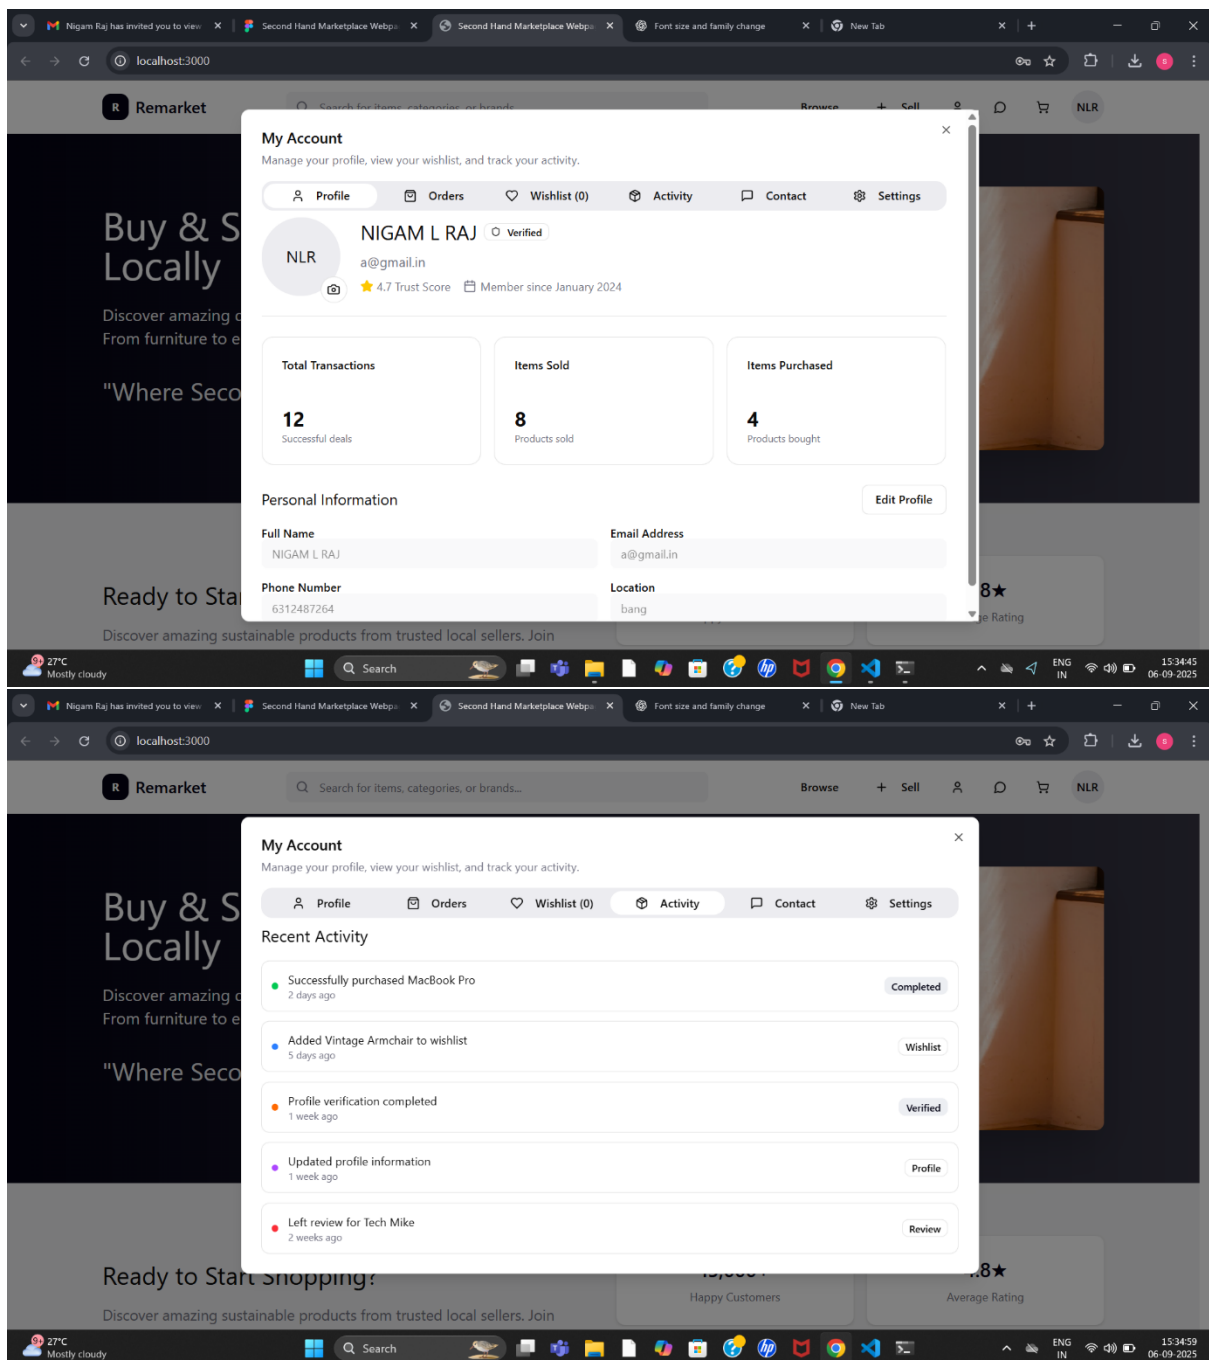 Nigam Raj has invited you to view
Second Hand Marketplace Webpa
Second Hand Marketplace Webpa
Font size and family change
New Tab
localhost:3000
R Remarket
Search for items, categories, or brands
Browse
+ Sell
NLR
Buy & S
Locally
Discover amazing c
From furniture to e
"Where Seco
My Account
Manage your profile, view your wishlist, and track your activity.
Profile
Orders
Wishlist (0)
Activity
Contact
Settings
NLR
NIGAM L RAJ
Verified
a@gmail.in
4.7 Trust Score
Member since January 2024
Total Transactions
12
Successful deals
Items Sold
8
Products sold
Items Purchased
4
Products bought
Personal Information
Edit Profile
Full Name
NIGAM L RAJ
Email Address
a@gmail.in
Phone Number
6312487264
Location
bang
Ready to Star
Discover amazing sustainable products from trusted local sellers. Join
8★
ge Rating
27°C
Mostly cloudy
Search
ENG
IN
15:34:45
06-09-2025
Nigam Raj has invited you to view
Second Hand Marketplace Webpa
Second Hand Marketplace Webpa
Font size and family change
New Tab
localhost:3000
R Remarket
Search for items, categories, or brands...
Browse
+ Sell
NLR
Buy & S
Locally
Discover amazing c
From furniture to e
"Where Seco
My Account
Manage your profile, view your wishlist, and track your activity.
Profile
Orders
Wishlist (0)
Activity
Contact
Settings
Recent Activity
Successfully purchased MacBook Pro
2 days ago
Completed
Added Vintage Armchair to wishlist
5 days ago
Wishlist
Profile verification completed
1 week ago
Verified
Updated profile information
1 week ago
Profile
Left review for Tech Mike
2 weeks ago
Review
Ready to Start Shopping?
Discover amazing sustainable products from trusted local sellers. Join
Happy Customers
.8★
Average Rating
27°C
Mostly cloudy
Search
ENG
IN
15:34:59
06-09-2025